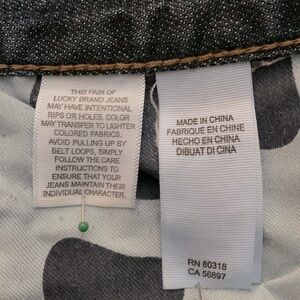 THIS PAIR OF
LUCKY BRAND JEANS
MAY HAVE INTENTIONAL
RIPS OR HOLES, COLOR
MAY TRANSFER TO LIGHTER
COLORED FABRICS.
AVOID PULLING UP BY
BELT LOOPS, SIMPLY
FOLLOW THE CARE
INSTRUCTIONS TO
ENSURE THAT YOUR
JEANS MAINTAIN THEIR
INDIVIDUAL CHARACTER.
MADE IN CHINA
FABRIQUE EN CHINE
HECHO EN CHINA
DIBUAT DI CINA
RN 80318
CA 56897